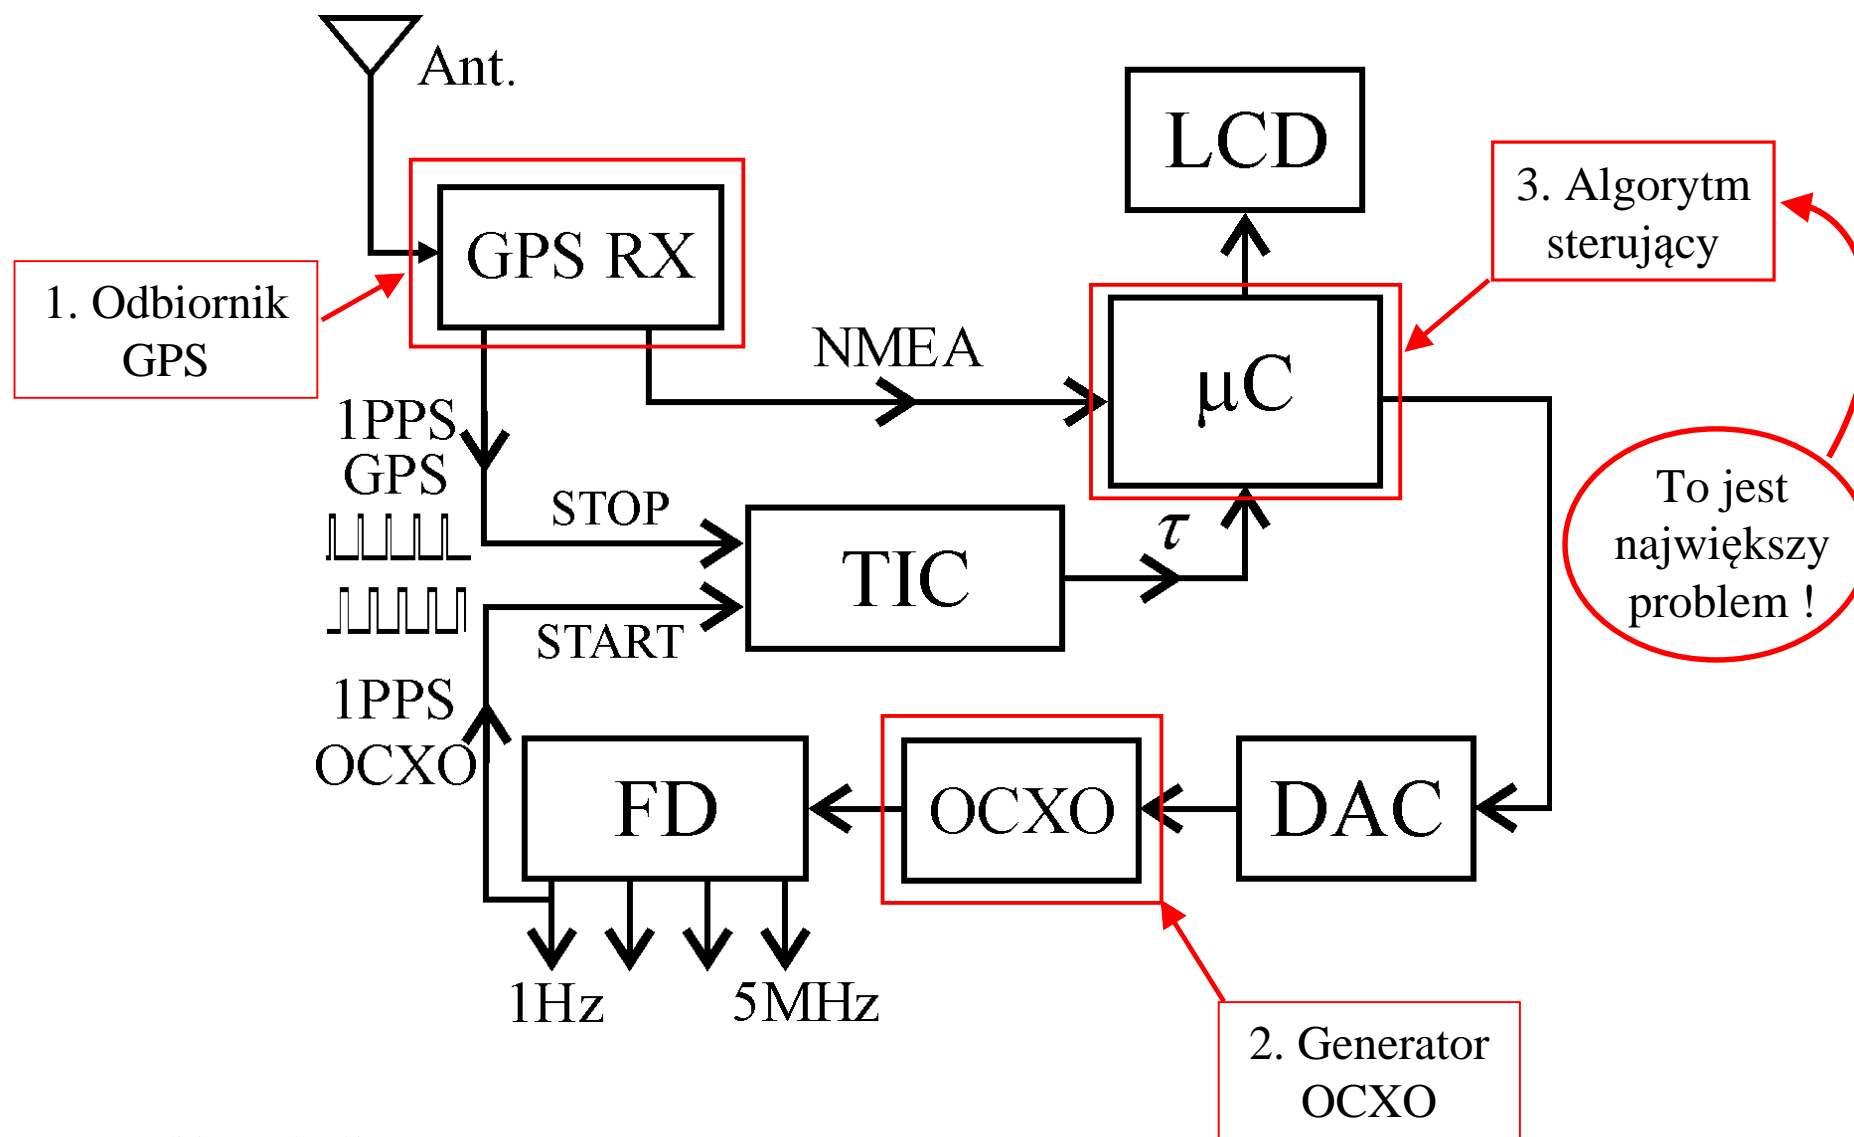 Ant.
LCD
3. Algorytm
sterujący
GPS RX
1. Odbiornik
GPS
NMEA
μC
1PPS
GPS
STOP
τ
To jest
największy
problem !
TIC
START
1PPS
OCXO
FD
OCXO
DAC
1Hz
5MHz
2. Generator
OCXO